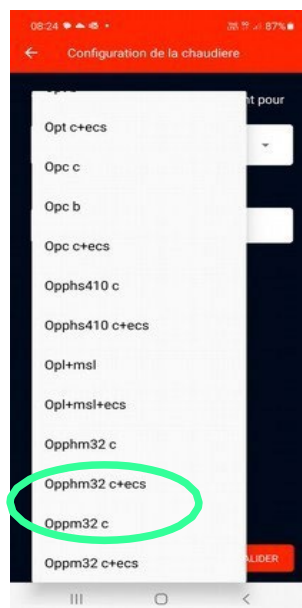 08:24
87%
Configuration de la chaudiere
nt pour
Opt c+ecs
Opc c
Opc b
Opc c+ecs
Opphs410 c
Opphs410 c+ecs
Opl+msl
Opl+msl+ecs
Opphm32 c
Opphm32 c+ecs
Oppm32 c
Oppm32 c+ecs
ALIDER